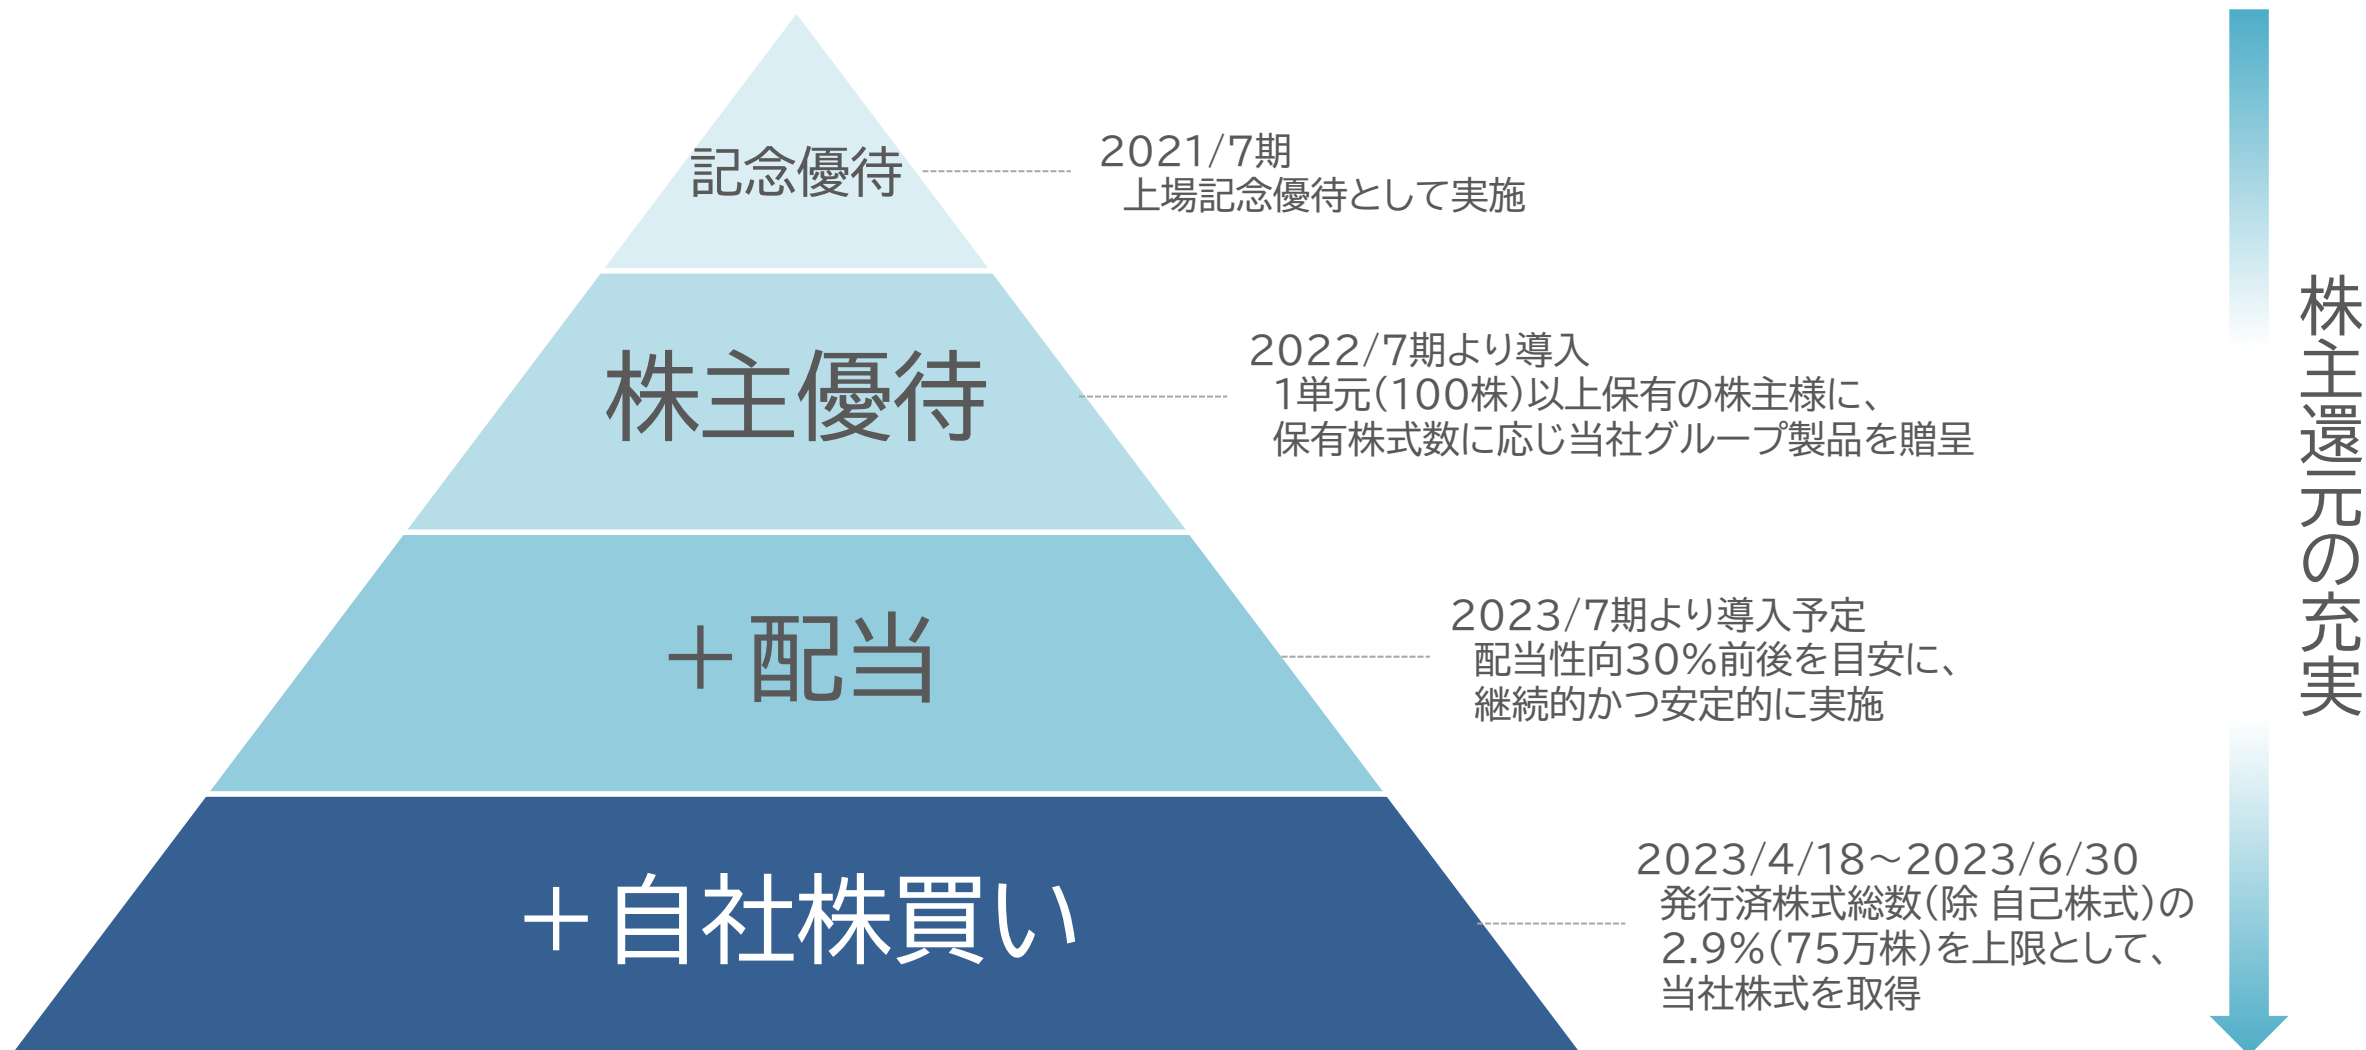 記念優待
2021/7期
上場記念優待として実施
株主優待
2022/7期より導入
1単元(100株)以上保有の株主様に、
保有株式数に応じ当社グループ製品を贈呈
＋配当
2023/7期より導入予定
配当性向30%前後を目安に、
継続的かつ安定的に実施
＋自社株買い
2023/4/18～2023/6/30
発行済株式総数(除 自己株式)の
2.9%(75万株)を上限として、
当社株式を取得
株主還元の充実